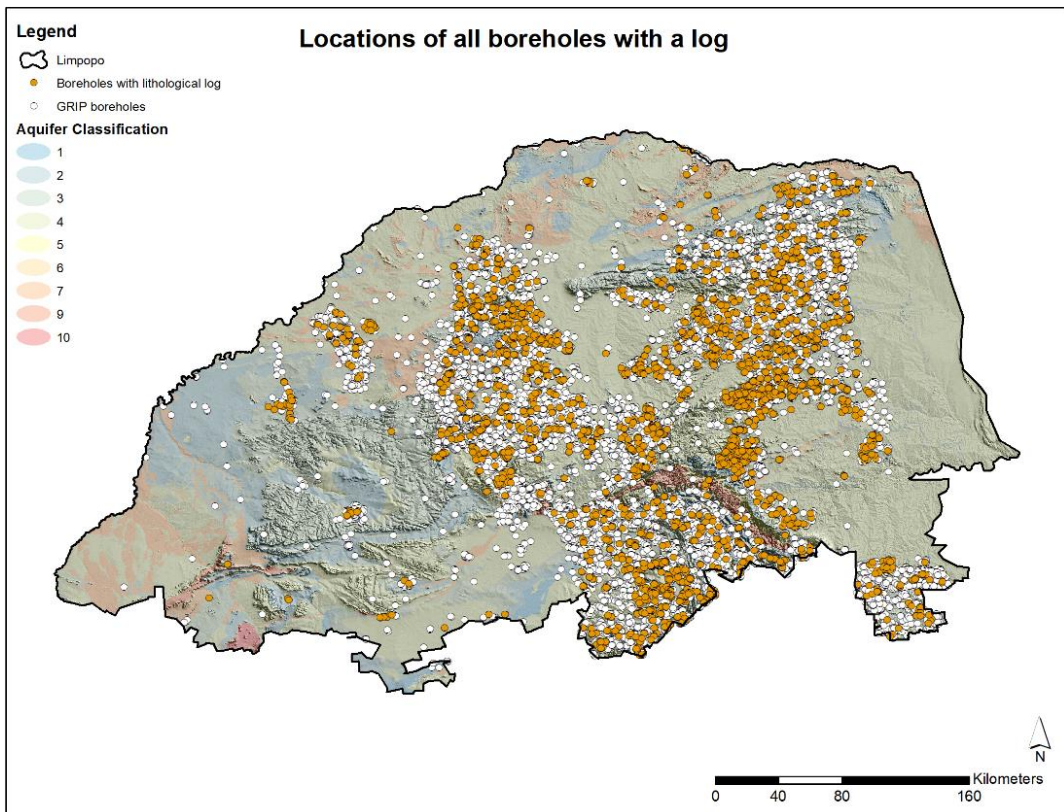 Legend
Locations of all boreholes with a log
Limpopo
Boreholes with lithological log
GRIP boreholes
Aquifer Classification
1
2
3
4
5
6
7
9
10
N
Kilometers
0 40 80 160